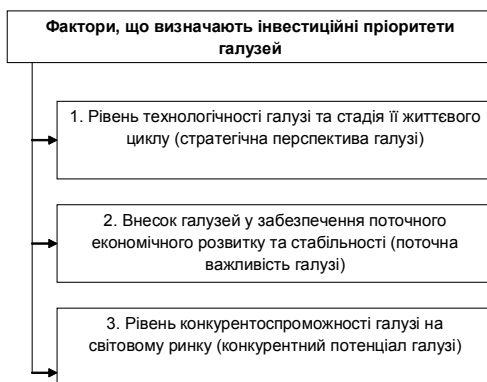 Фактори, що визначають інвестиційні пріоритети
галузей
1. Рівень технологічності галузі та стадія її життєвого
циклу (стратегічна перспектива галузі)
2. Внесок галузей у забезпечення поточного
економічного розвитку та стабільності (поточна
важливість галузі)
3. Рівень конкурентоспроможності галузі на
світовому ринку (конкурентний потенціал галузі)